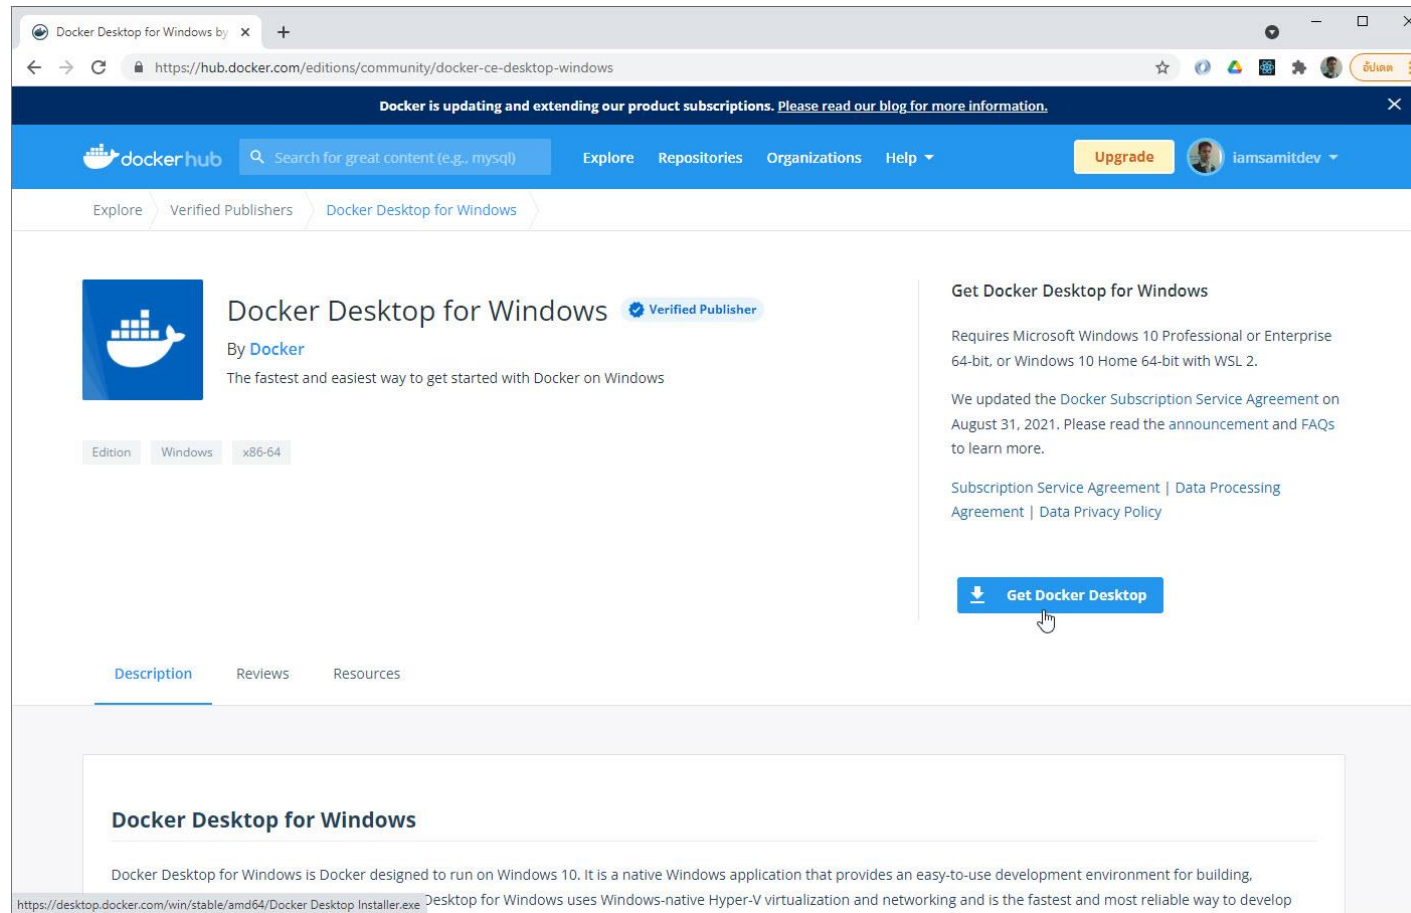 Docker Desktop for Windows by
https://hub.docker.com/editions/community/docker-ce-desktop-windows
อัปเดต
Docker is updating and extending our product subscriptions. Please read our blog for more information.
docker hub
Search for great content (e.g., mysql)
Explore
Repositories
Organizations
Help
Upgrade
iamsamitdev
Explore
Verified Publishers
Docker Desktop for Windows
Docker Desktop for Windows
Verified Publisher
By Docker
The fastest and easiest way to get started with Docker on Windows
Edition
Windows
x86-64
Get Docker Desktop for Windows
Requires Microsoft Windows 10 Professional or Enterprise
64-bit, or Windows 10 Home 64-bit with WSL 2.
We updated the Docker Subscription Service Agreement on
August 31, 2021. Please read the announcement and FAQs
to learn more.
Subscription Service Agreement | Data Processing
Agreement | Data Privacy Policy
Get Docker Desktop
Description
Reviews
Resources
Docker Desktop for Windows
Docker Desktop for Windows is Docker designed to run on Windows 10. It is a native Windows application that provides an easy-to-use development environment for building,
Desktop for Windows uses Windows-native Hyper-V virtualization and networking and is the fastest and most reliable way to develop
https://desktop.docker.com/win/stable/amd64/Docker Desktop Installer.exe